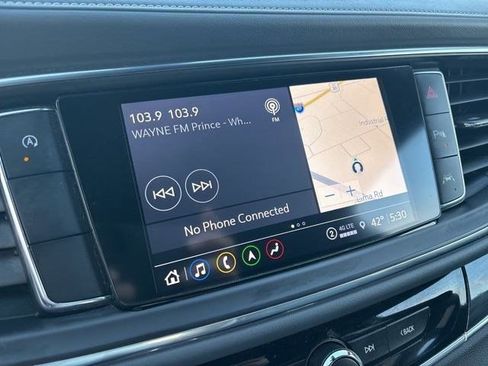 103.9 103.9
WAYNE FM Prince - Wh...
FM
Industrial
No Phone Connected
Rd
2
4G LTE
42° 5:30
BACK